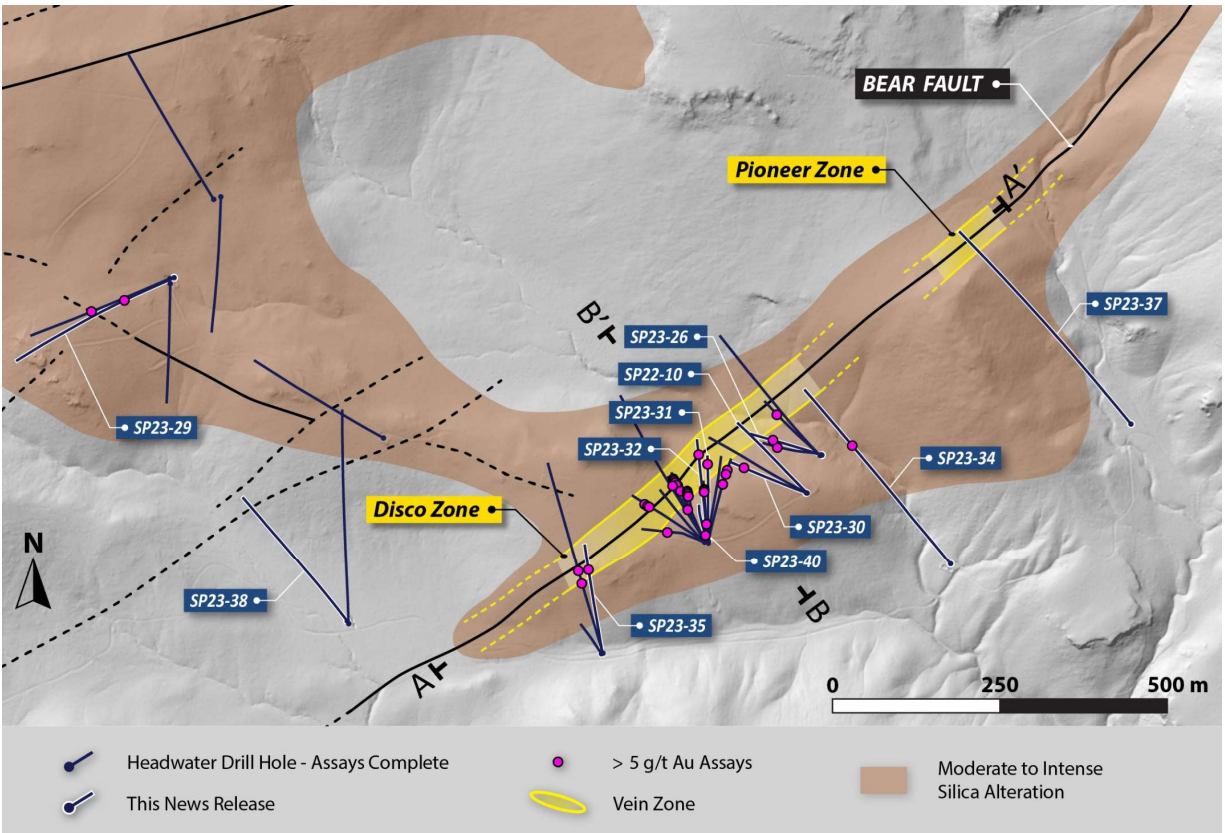 BEAR FAULT
Pioneer Zone
A'
SP23-37
B'
SP23-26
SP22-10
SP23-31
SP23-32
SP23-29
SP23-34
Disco Zone
SP23-30
N
SP23-40
SP23-38
B
SP23-35
A
0 250 500 m
Headwater Drill Hole - Assays Complete
This News Release
> 5 g/t Au Assays
Vein Zone
Moderate to Intense
Silica Alteration